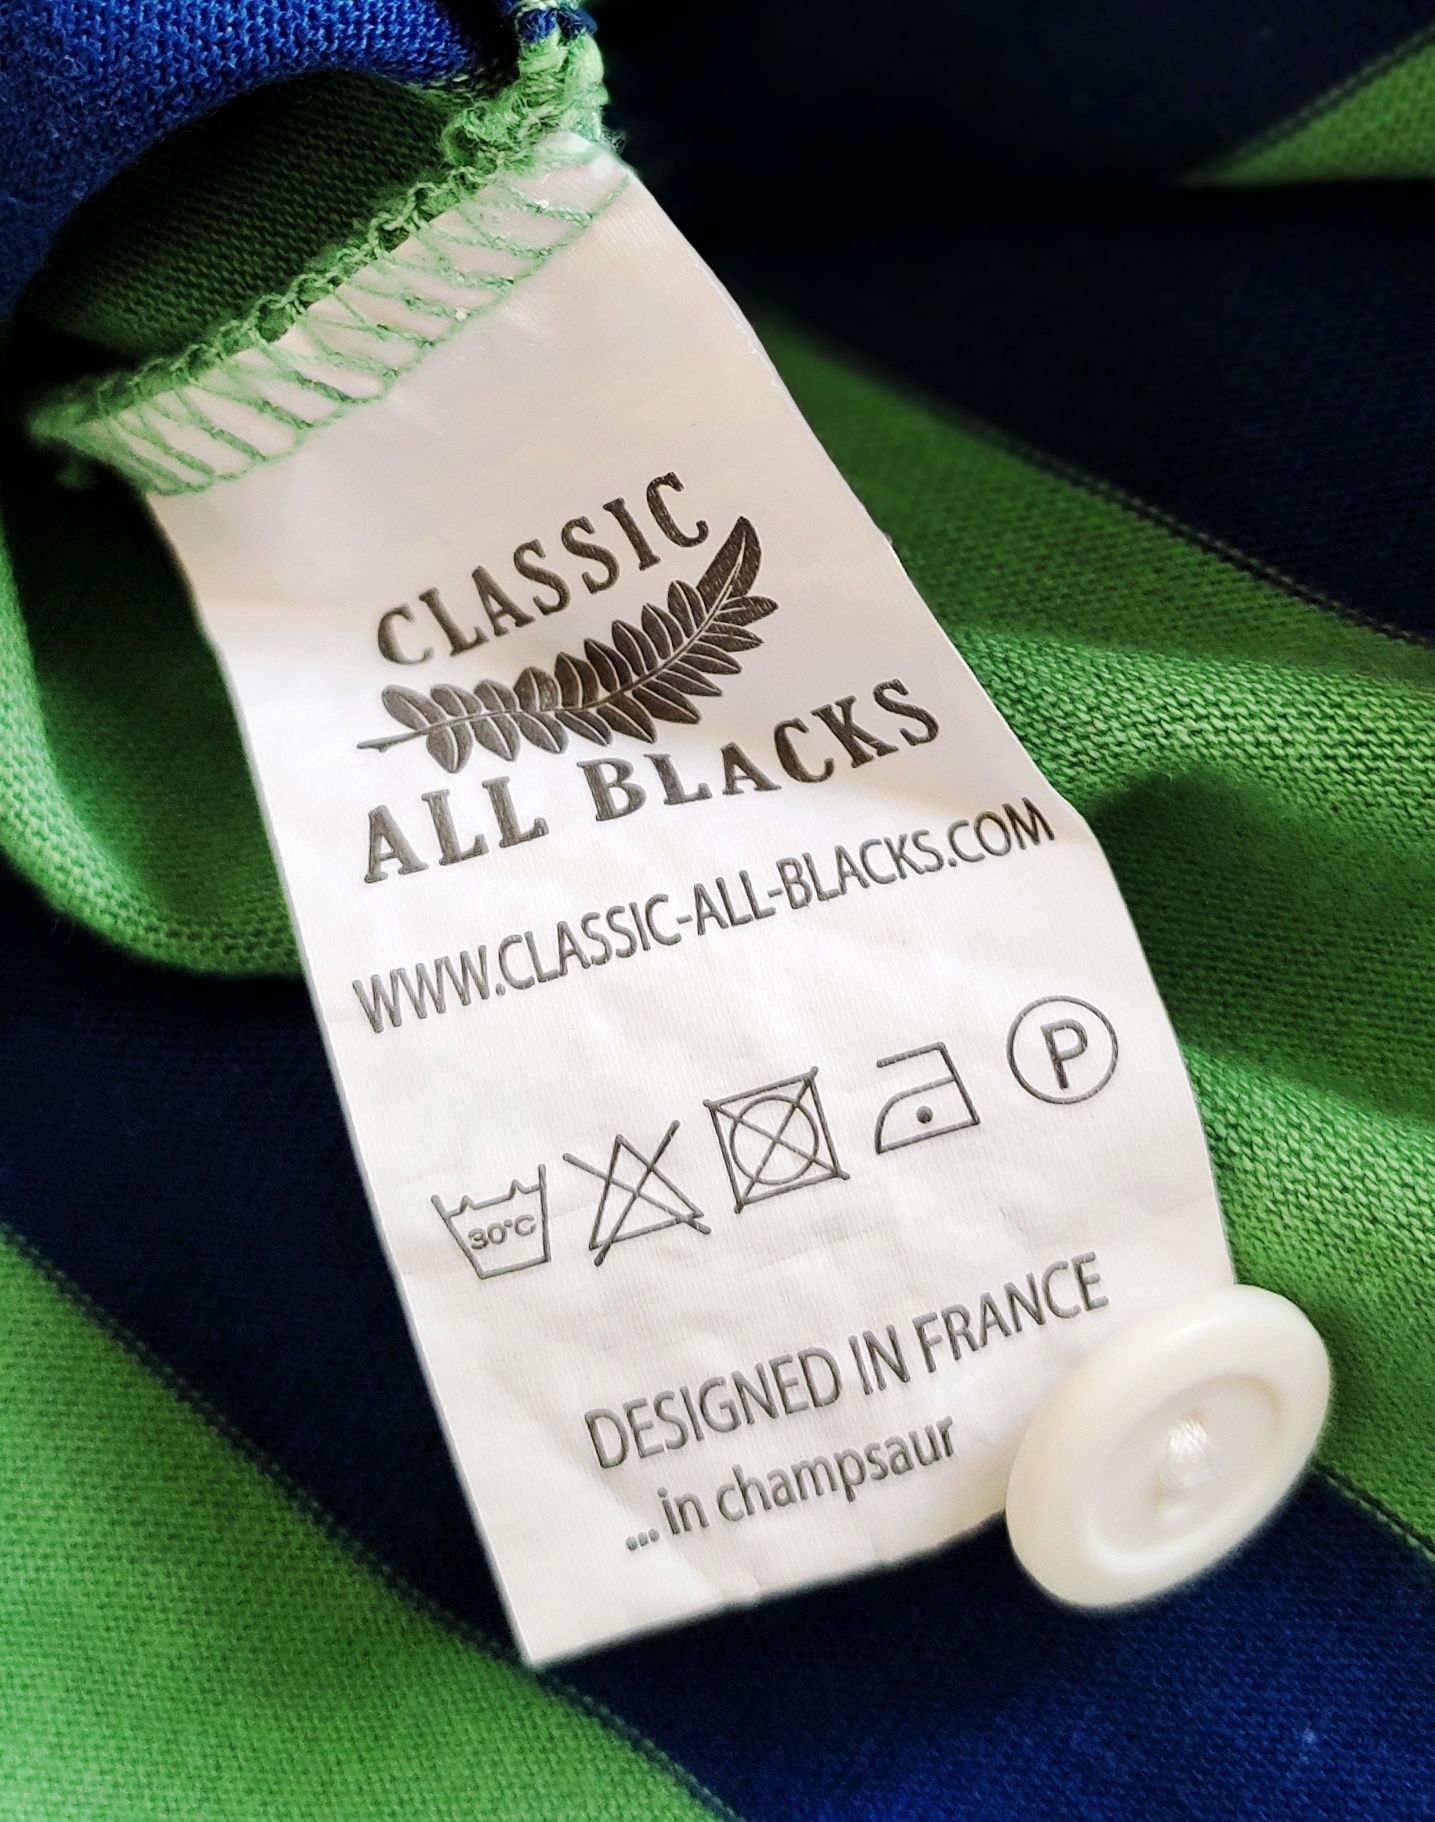 CLASSIC
ALL BLACKS
WWW.CLASSIC-ALL-BLACKS.COM
30°C
P
DESIGNED IN FRANCE
... in champsaur